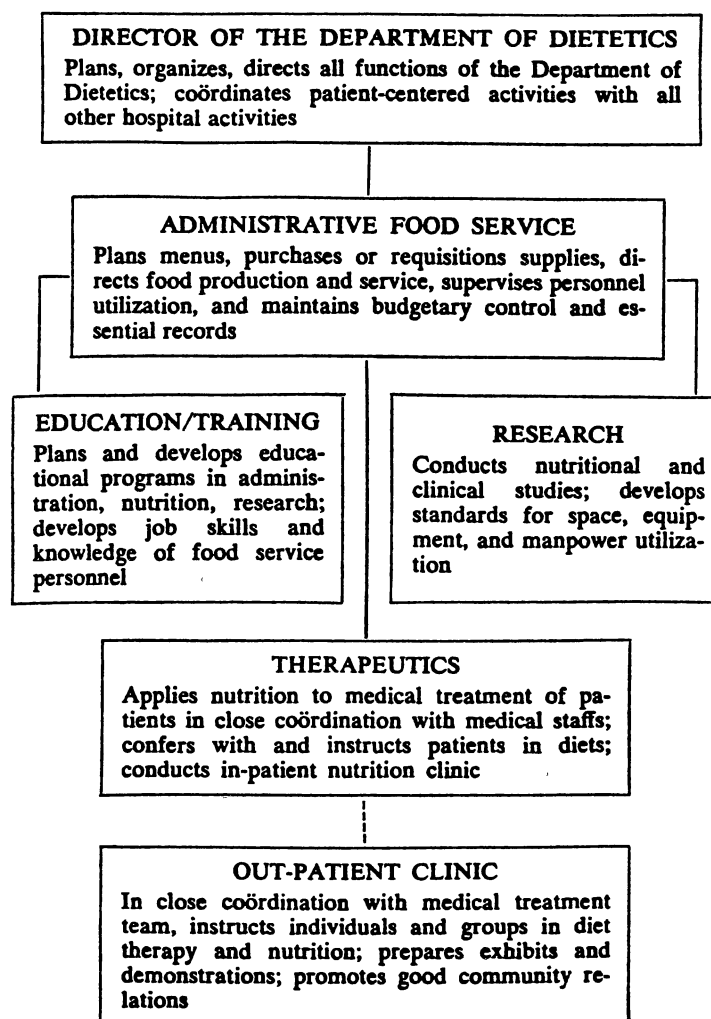 DIRECTOR OF THE DEPARTMENT OF DIETETICS
Plans, organizes, directs all functions of the Department of
Dietetics; coördinates patient-centered activities with all
other hospital activities
ADMINISTRATIVE FOOD SERVICE
Plans menus, purchases or requisitions supplies, di-
rects food production and service, supervises personnel
utilization, and maintains budgetary control and es-
sential records
EDUCATION/TRAINING
Plans and develops educa-
tional programs in adminis-
tration, nutrition, research;
develops job skills and
knowledge of food service
personnel
RESEARCH
Conducts nutritional and
clinical studies; develops
standards for space, equip-
ment, and manpower utiliza-
tion
THERAPEUTICS
Applies nutrition to medical treatment of pa-
tients in close coördination with medical staffs;
confers with and instructs patients in diets;
conducts in-patient nutrition clinic
OUT-PATIENT CLINIC
In close coördination with medical treatment
team, instructs individuals and groups in diet
therapy and nutrition; prepares exhibits and
demonstrations; promotes good community re-
lations